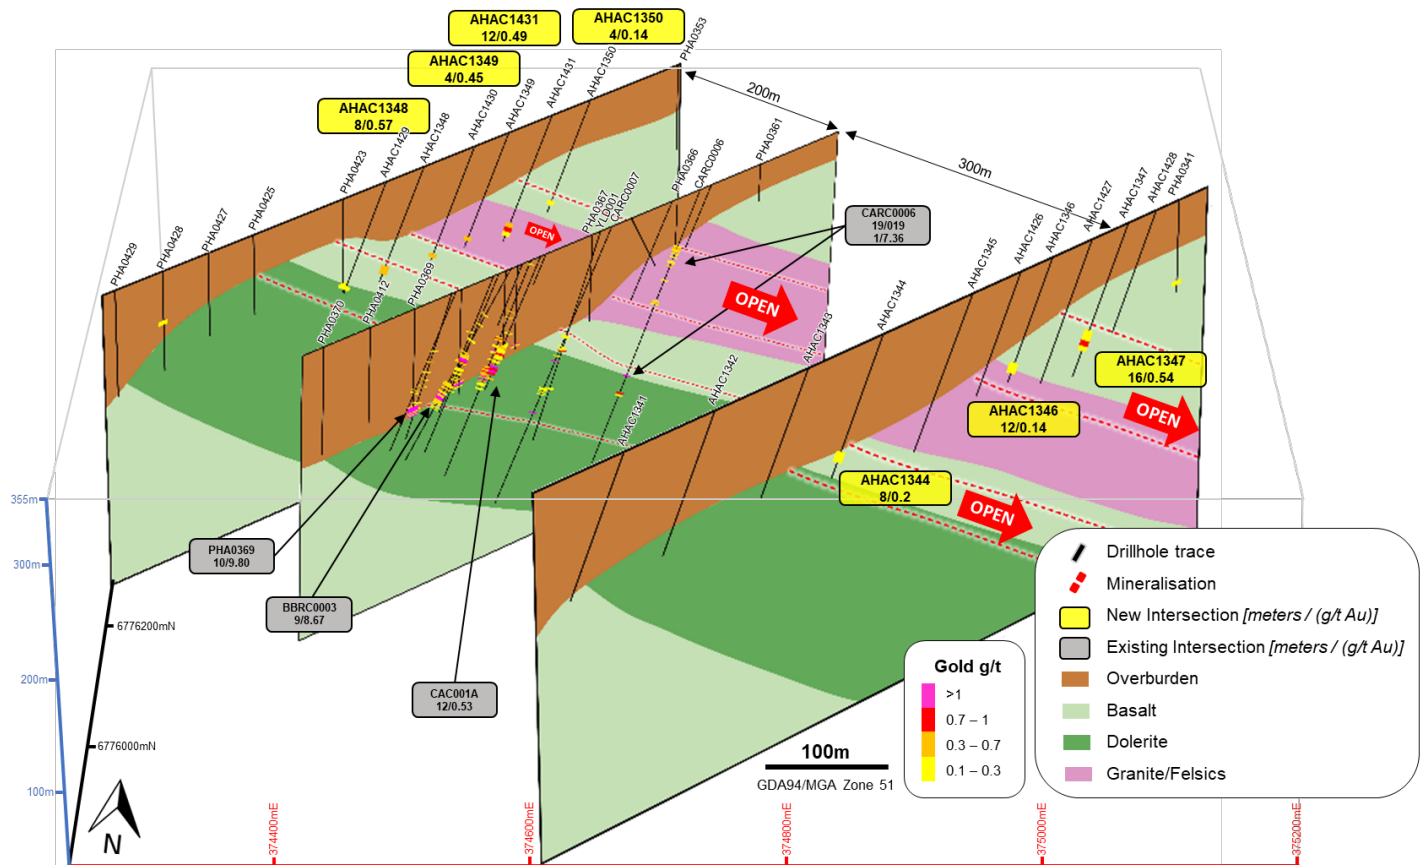 AHAC1431
12/0.49
AHAC1350
4/0.14
AHAC1349
4/0.45
AHAC1348
8/0.57
PHA0429
PHA0428
PHA0427
PHA0425
PHA0423
AHAC1429
AHAC1348
AHAC1430
AHAC1349
AHAC1431
AHAC1350
PHA0353
200m
300m
OPEN
PHA0370
PHA0412
PHA0369
PHA0367
YLD001
CARC0007
PHA0366
CARC0006
PHA0361
CARC0006
19/019
1/7.36
OPEN
AHAC1341
AHAC1342
AHAC1343
AHAC1344
AHAC1345
AHAC1426
AHAC1346
AHAC1427
AHAC1347
AHAC1428
PHA0341
AHAC1347
16/0.54
OPEN
AHAC1346
12/0.14
AHAC1344
8/0.2
OPEN
PHA0369
10/9.80
BBRC0003
9/8.67
CAC001A
12/0.53
355m
300m
200m
100m
6776200mN
6776000mN
N
374400mE
374600mE
374800mE
375000mE
375200mE
100m
GDA94/MGA Zone 51
Gold g/t
>1
0.7 – 1
0.3 – 0.7
0.1 – 0.3
Drillhole trace
Mineralisation
New Intersection [meters / (g/t Au)]
Existing Intersection [meters / (g/t Au)]
Overburden
Basalt
Dolerite
Granite/Felsics